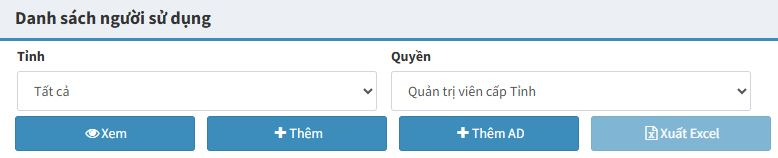 Danh sách người sử dụng
Tỉnh Quyền
Tất cả Quản trị viên cấp Tỉnh
Xem Thêm Thêm AD Xuất Excel